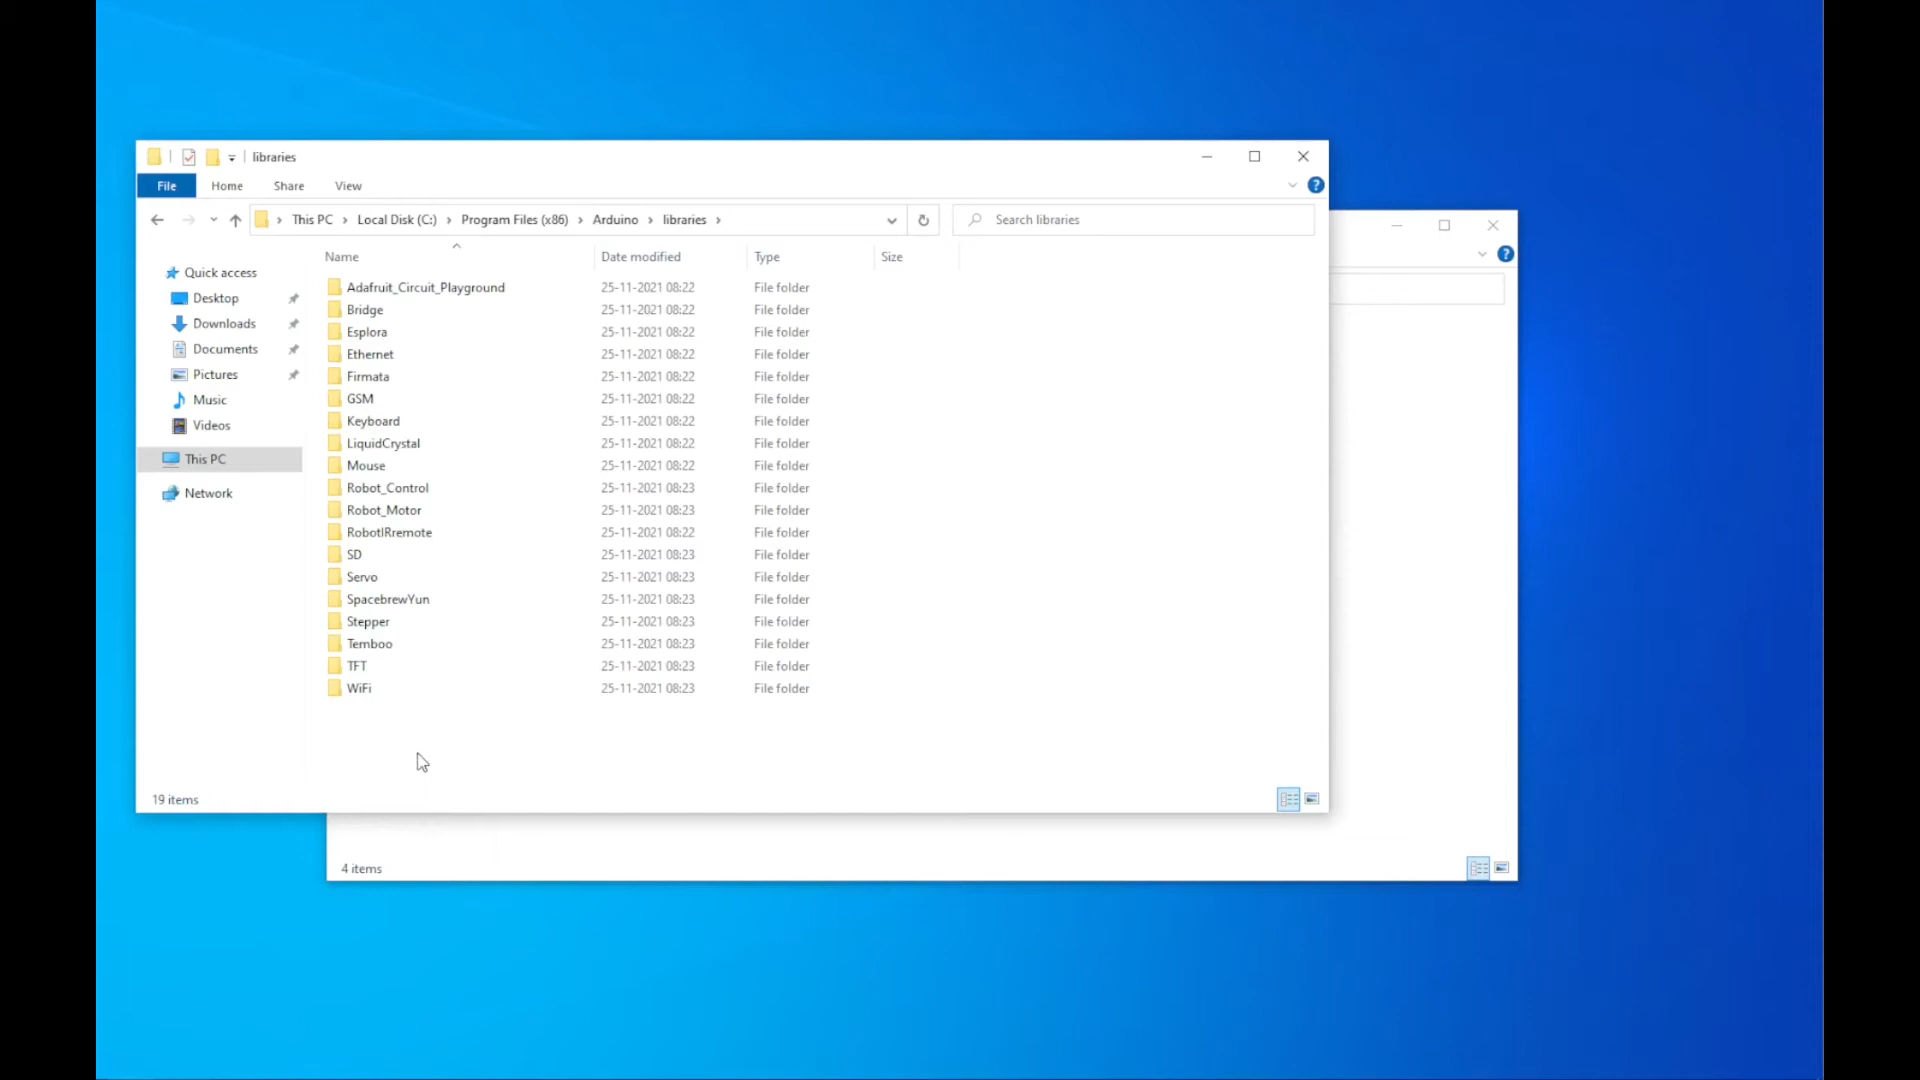 libraries
File Home Share View
This PC Local Disk (C:) Program Files (x86) Arduino libraries Search libraries
Name Date modified Type Size
Quick access
Desktop
Downloads
Documents
Pictures
Music
Videos
This PC
Network
Adafruit_Circuit_Playground 25-11-2021 08:22 File folder
Bridge 25-11-2021 08:22 File folder
Esplora 25-11-2021 08:22 File folder
Ethernet 25-11-2021 08:22 File folder
Firmata 25-11-2021 08:22 File folder
GSM 25-11-2021 08:22 File folder
Keyboard 25-11-2021 08:22 File folder
LiquidCrystal 25-11-2021 08:22 File folder
Mouse 25-11-2021 08:22 File folder
Robot_Control 25-11-2021 08:23 File folder
Robot_Motor 25-11-2021 08:23 File folder
RobotIRremote 25-11-2021 08:22 File folder
SD 25-11-2021 08:23 File folder
Servo 25-11-2021 08:23 File folder
SpacebrewYun 25-11-2021 08:23 File folder
Stepper 25-11-2021 08:23 File folder
Temboo 25-11-2021 08:23 File folder
TFT 25-11-2021 08:23 File folder
WiFi 25-11-2021 08:23 File folder
19 items
4 items